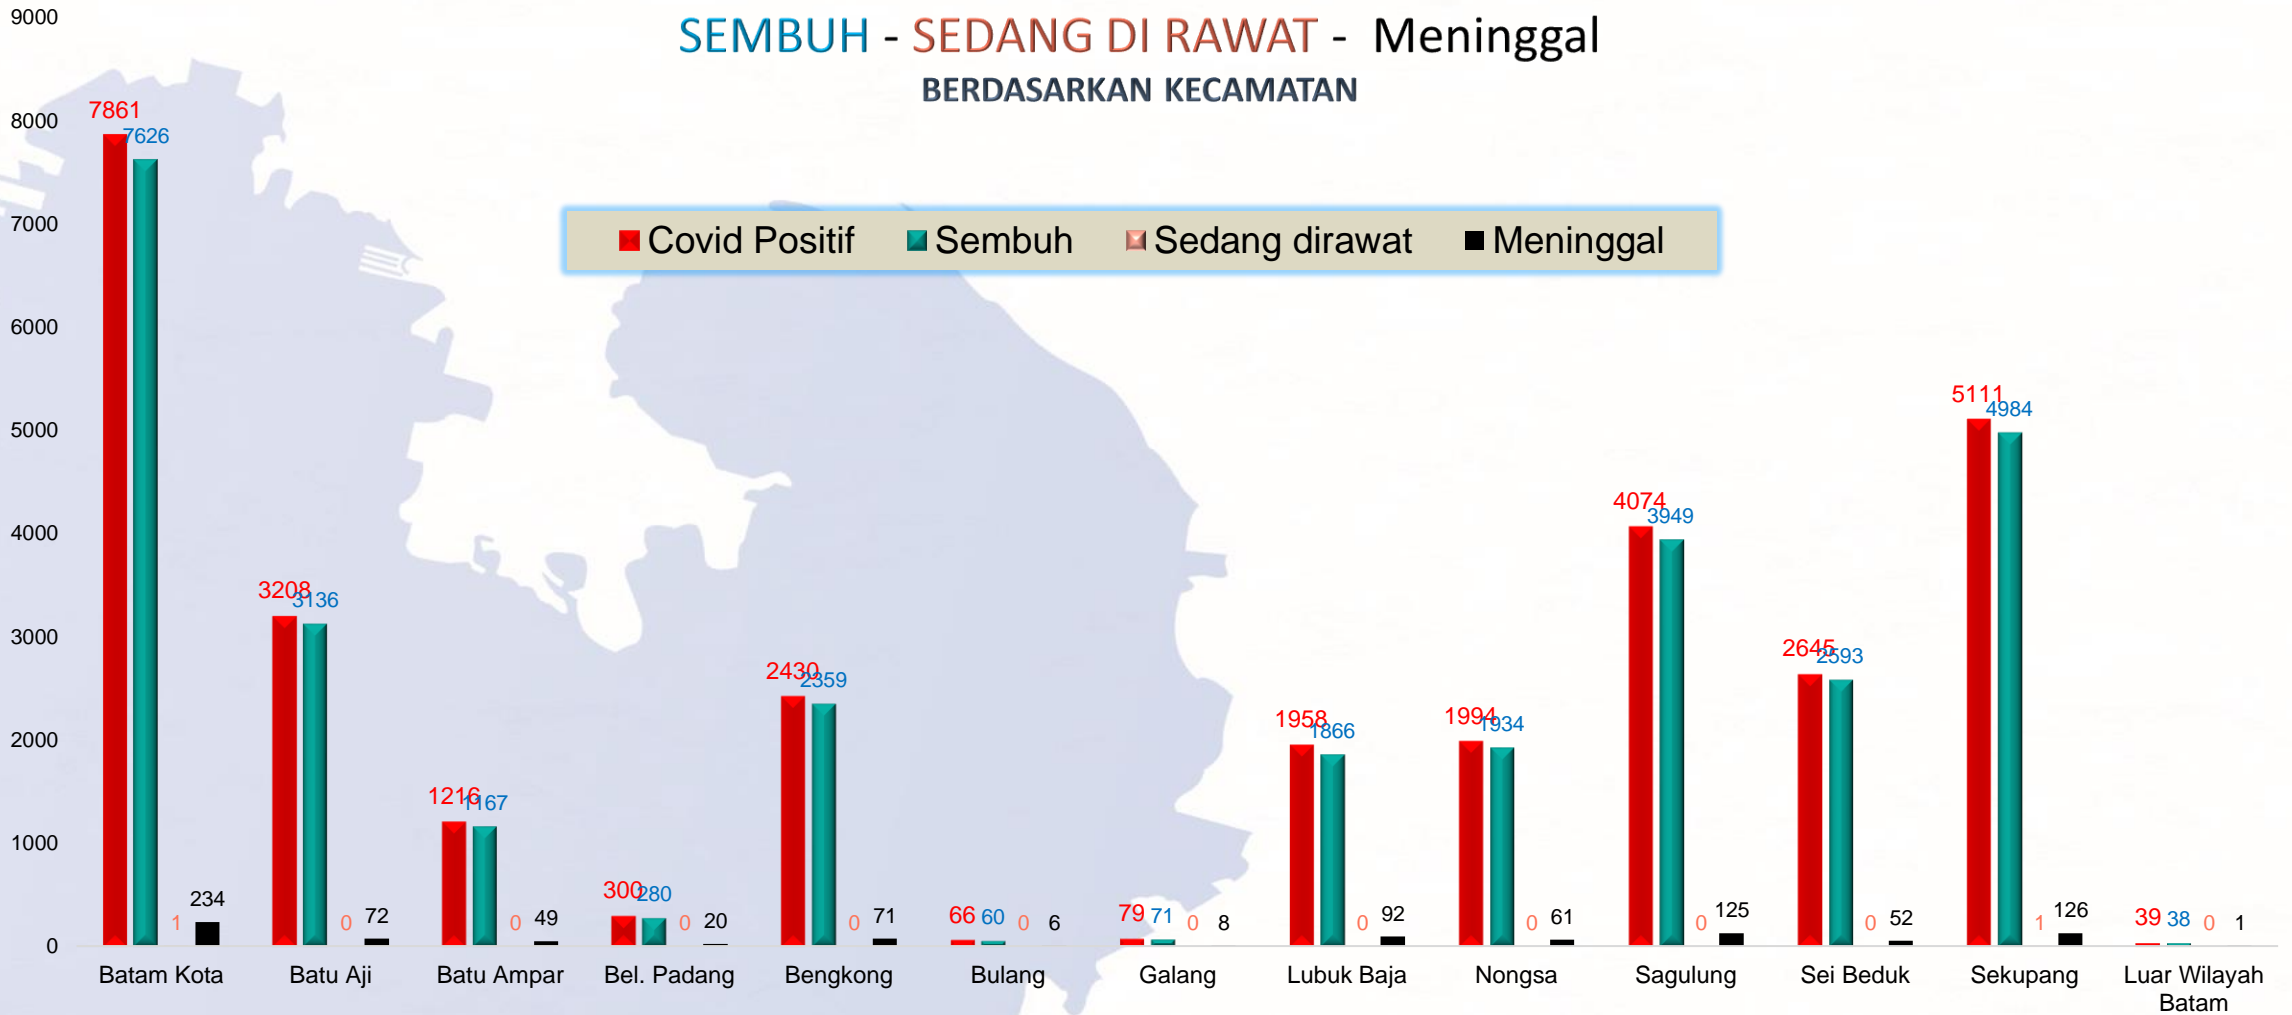 SEMBUH - SEDANG DI RAWAT - Meninggal
BERDASARKAN KECAMATAN
Covid Positif Sembuh Sedang dirawat Meninggal
9000
8000
7000
6000
5000
4000
3000
2000
1000
0
7861 7626 1 234
3208 3136 0 72
1216 1167 0 49
300 280 0 20
2430 2359 0 71
66 60 0 6
79 71 0 8
1958 1866 0 92
1994 1934 0 61
4074 3949 0 125
2645 2593 0 52
5111 4984 1 126
39 38 0 1
Batam Kota
Batu Aji
Batu Ampar
Bel. Padang
Bengkong
Bulang
Galang
Lubuk Baja
Nongsa
Sagulung
Sei Beduk
Sekupang
Luar Wilayah
Batam